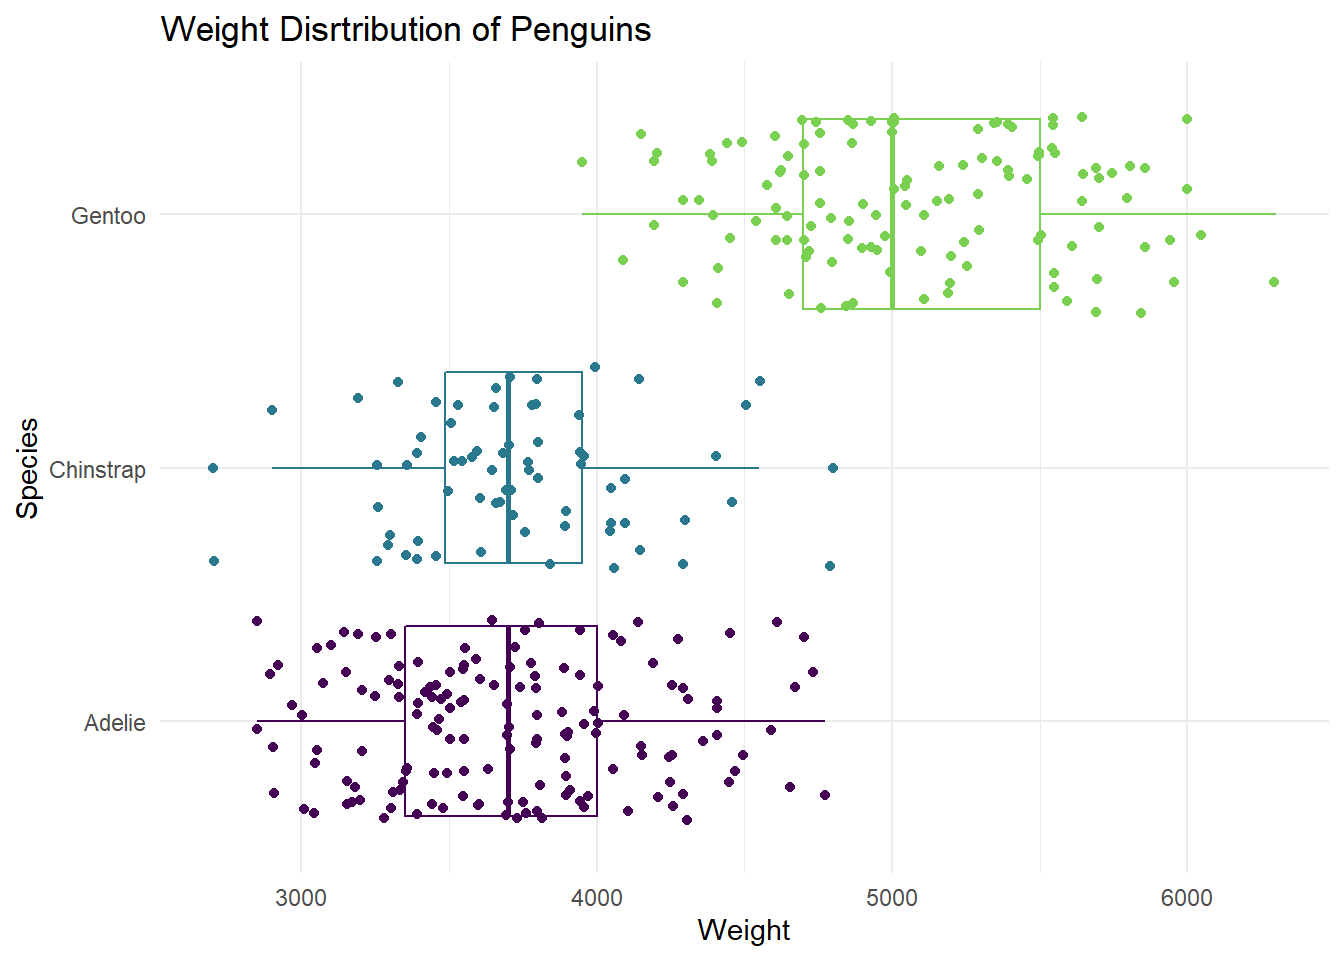 Weight Disrtribution of Penguins
Species
Gentoo
Chinstrap
Adelie
3000
4000
5000
6000
Weight